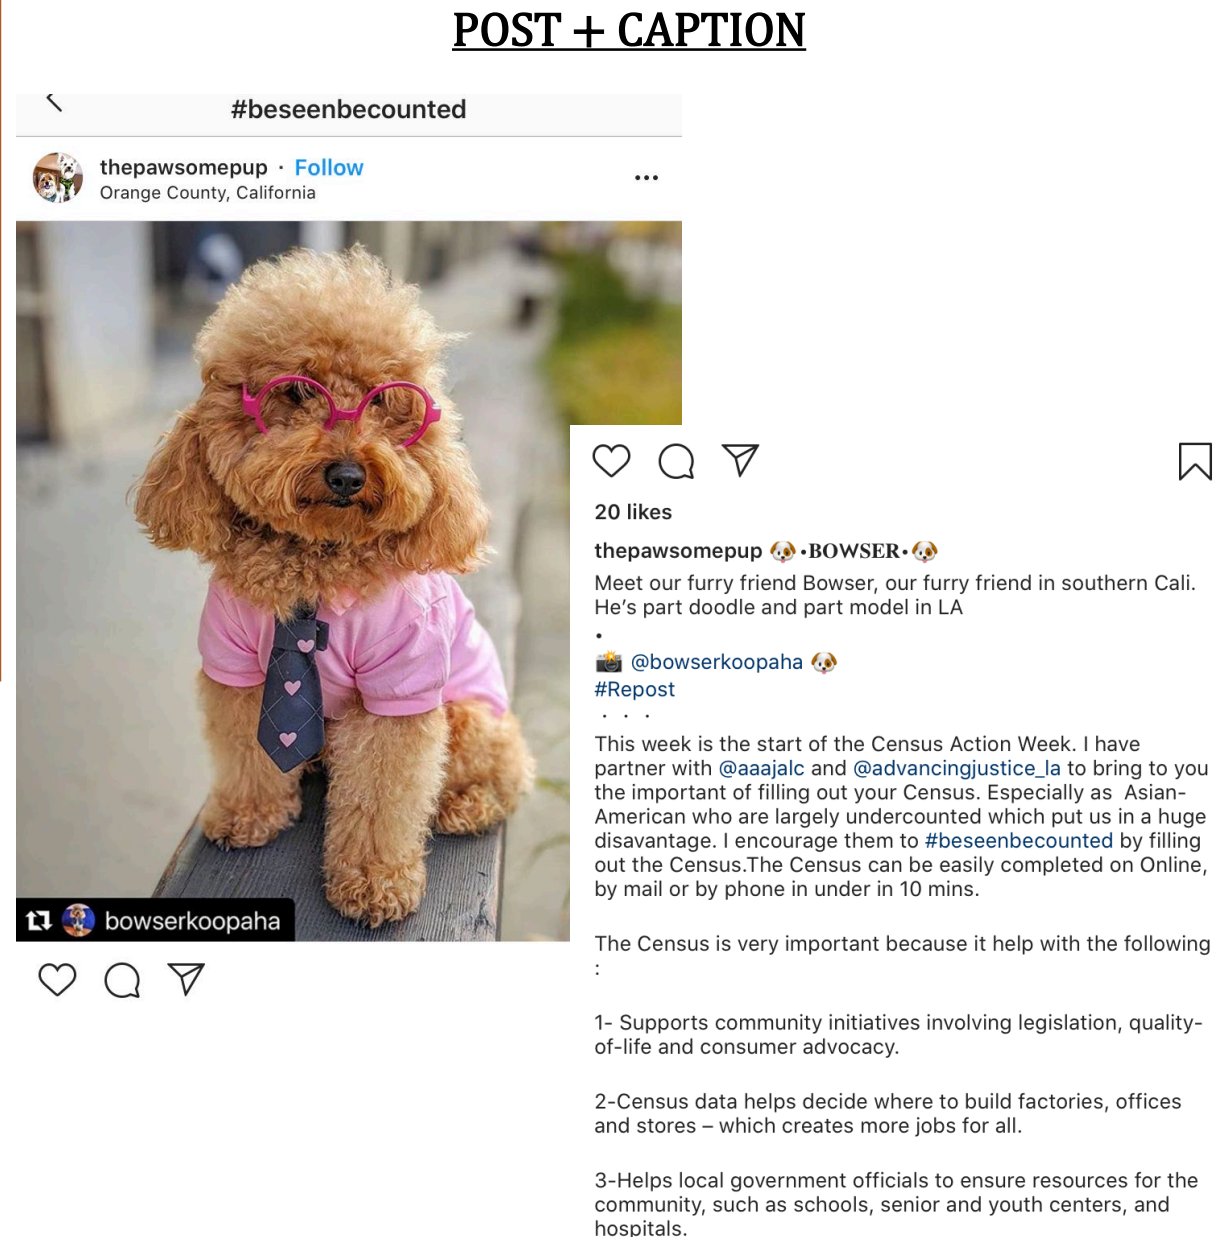 POST + CAPTION
#beseenbecounted
thepawsomepup · Follow
Orange County, California
bowserkoopaha
20 likes
thepawsomepup 🐶 •BOWSER• 🐶
Meet our furry friend Bowser, our furry friend in southern Cali.
He's part doodle and part model in LA
•
📸 @bowserkoopaha 🐶
#Repost
· · ·
This week is the start of the Census Action Week. I have
partner with @aaajalc and @advancingjustice_la to bring to you
the important of filling out your Census. Especially as  Asian-
American who are largely undercounted which put us in a huge
disavantage. I encourage them to #beseenbecounted by filling
out the Census.The Census can be easily completed on Online,
by mail or by phone in under in 10 mins.
The Census is very important because it help with the following
:
1- Supports community initiatives involving legislation, quality-
of-life and consumer advocacy.
2-Census data helps decide where to build factories, offices
and stores – which creates more jobs for all.
3-Helps local government officials to ensure resources for the
community, such as schools, senior and youth centers, and
hospitals.